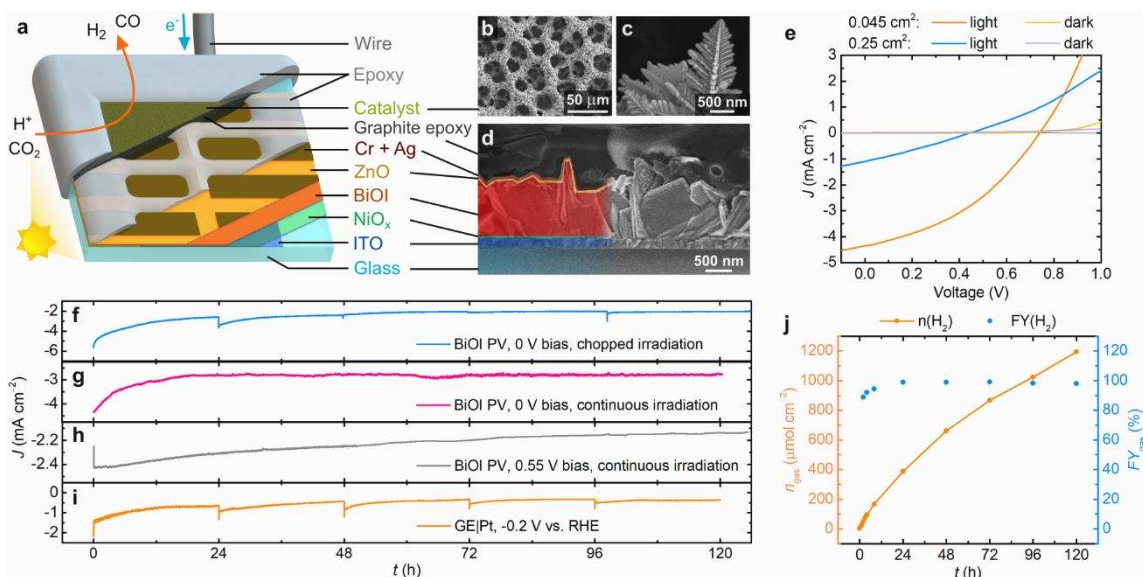 a
H2
CO
e-
H+
CO2
Wire
Epoxy
Catalyst
Graphite epoxy
Cr + Ag
ZnO
BiOI
NiOx
ITO
Glass
b
50 μm
c
500 nm
d
500 nm
e
0.045 cm²: light dark
0.25 cm²: light dark
J (mA cm⁻²)
3
2
1
0
-1
-2
-3
-4
-5
0.0 0.2 0.4 0.6 0.8 1.0
Voltage (V)
J (mA cm⁻²)
f
-2
-4
-6
BiOI PV, 0 V bias, chopped irradiation
g
-3
-4
BiOI PV, 0 V bias, continuous irradiation
h
-2.2
-2.4
BiOI PV, 0.55 V bias, continuous irradiation
i
0
-1
-2
GE|Pt, -0.2 V vs. RHE
0 24 48 72 96 120
t (h)
j
n(H2) FY(H2)
ngas (μmol cm⁻²)
1200
1000
800
600
400
200
0
120
100
80
60
40
20
0
FYgas (%)
0 24 48 72 96 120
t (h)